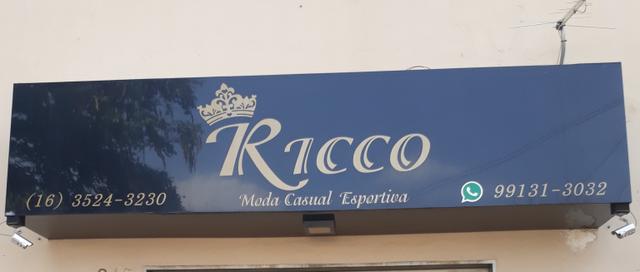 RICCO
Moda Casual Esportiva
(16) 3524-3230
99131-3032